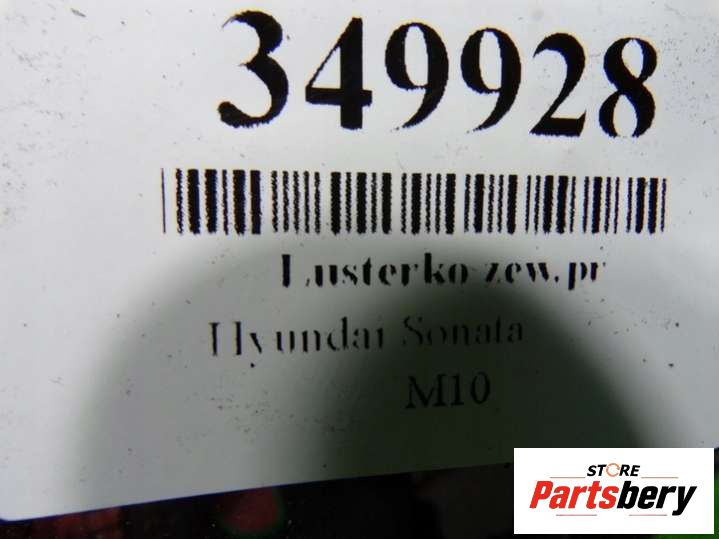 349928
Lusterko zew.pr
Hyundai Sonata
M10
STORE
Partsbery